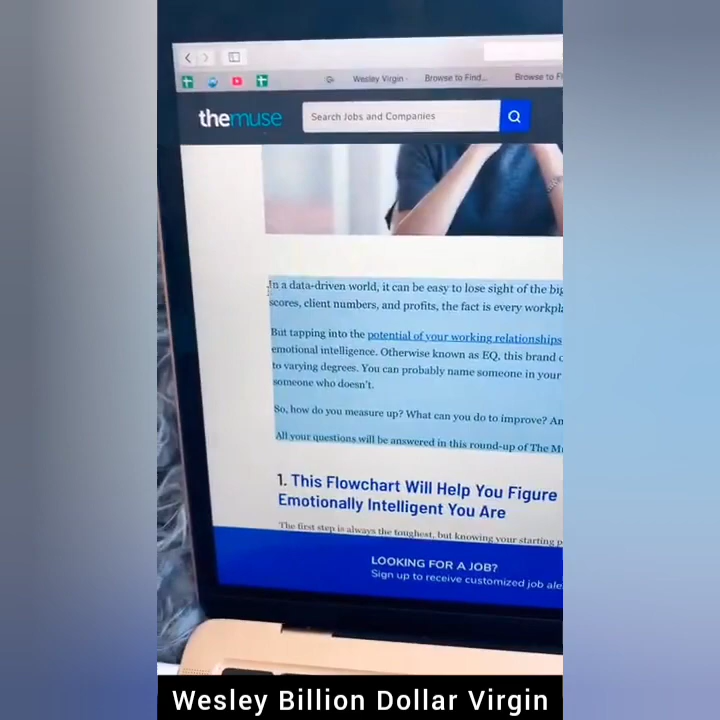 Wesley Virgin -
Browse to Find...
Browse to Fi
themuse
Search Jobs and Companies
In a data-driven world, it can be easy to lose sight of the big
scores, client numbers, and profits, the fact is every workpla
But tapping into the potential of your working relationships
emotional intelligence. Otherwise known as EQ, this brand o
to varying degrees. You can probably name someone in your
someone who doesn't.
So, how do you measure up? What can you do to improve? An
All your questions will be answered in this round-up of The Mu
1. This Flowchart Will Help You Figure
Emotionally Intelligent You Are
The first step is always the toughest, but knowing your starting p
LOOKING FOR A JOB?
Sign up to receive customized job ale
Wesley Billion Dollar Virgin